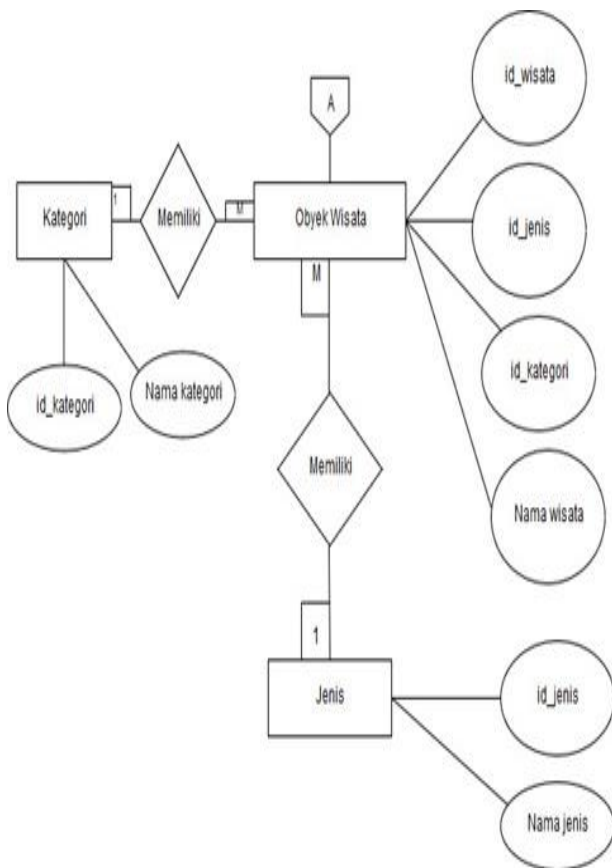 id_wisata
A
1
M
Kategori
Memiliki
Obyek Wisata
id_jenis
M
id_kategori
id_kategori
Nama kategori
Memiliki
Nama wisata
1
Jenis
id_jenis
Nama jenis